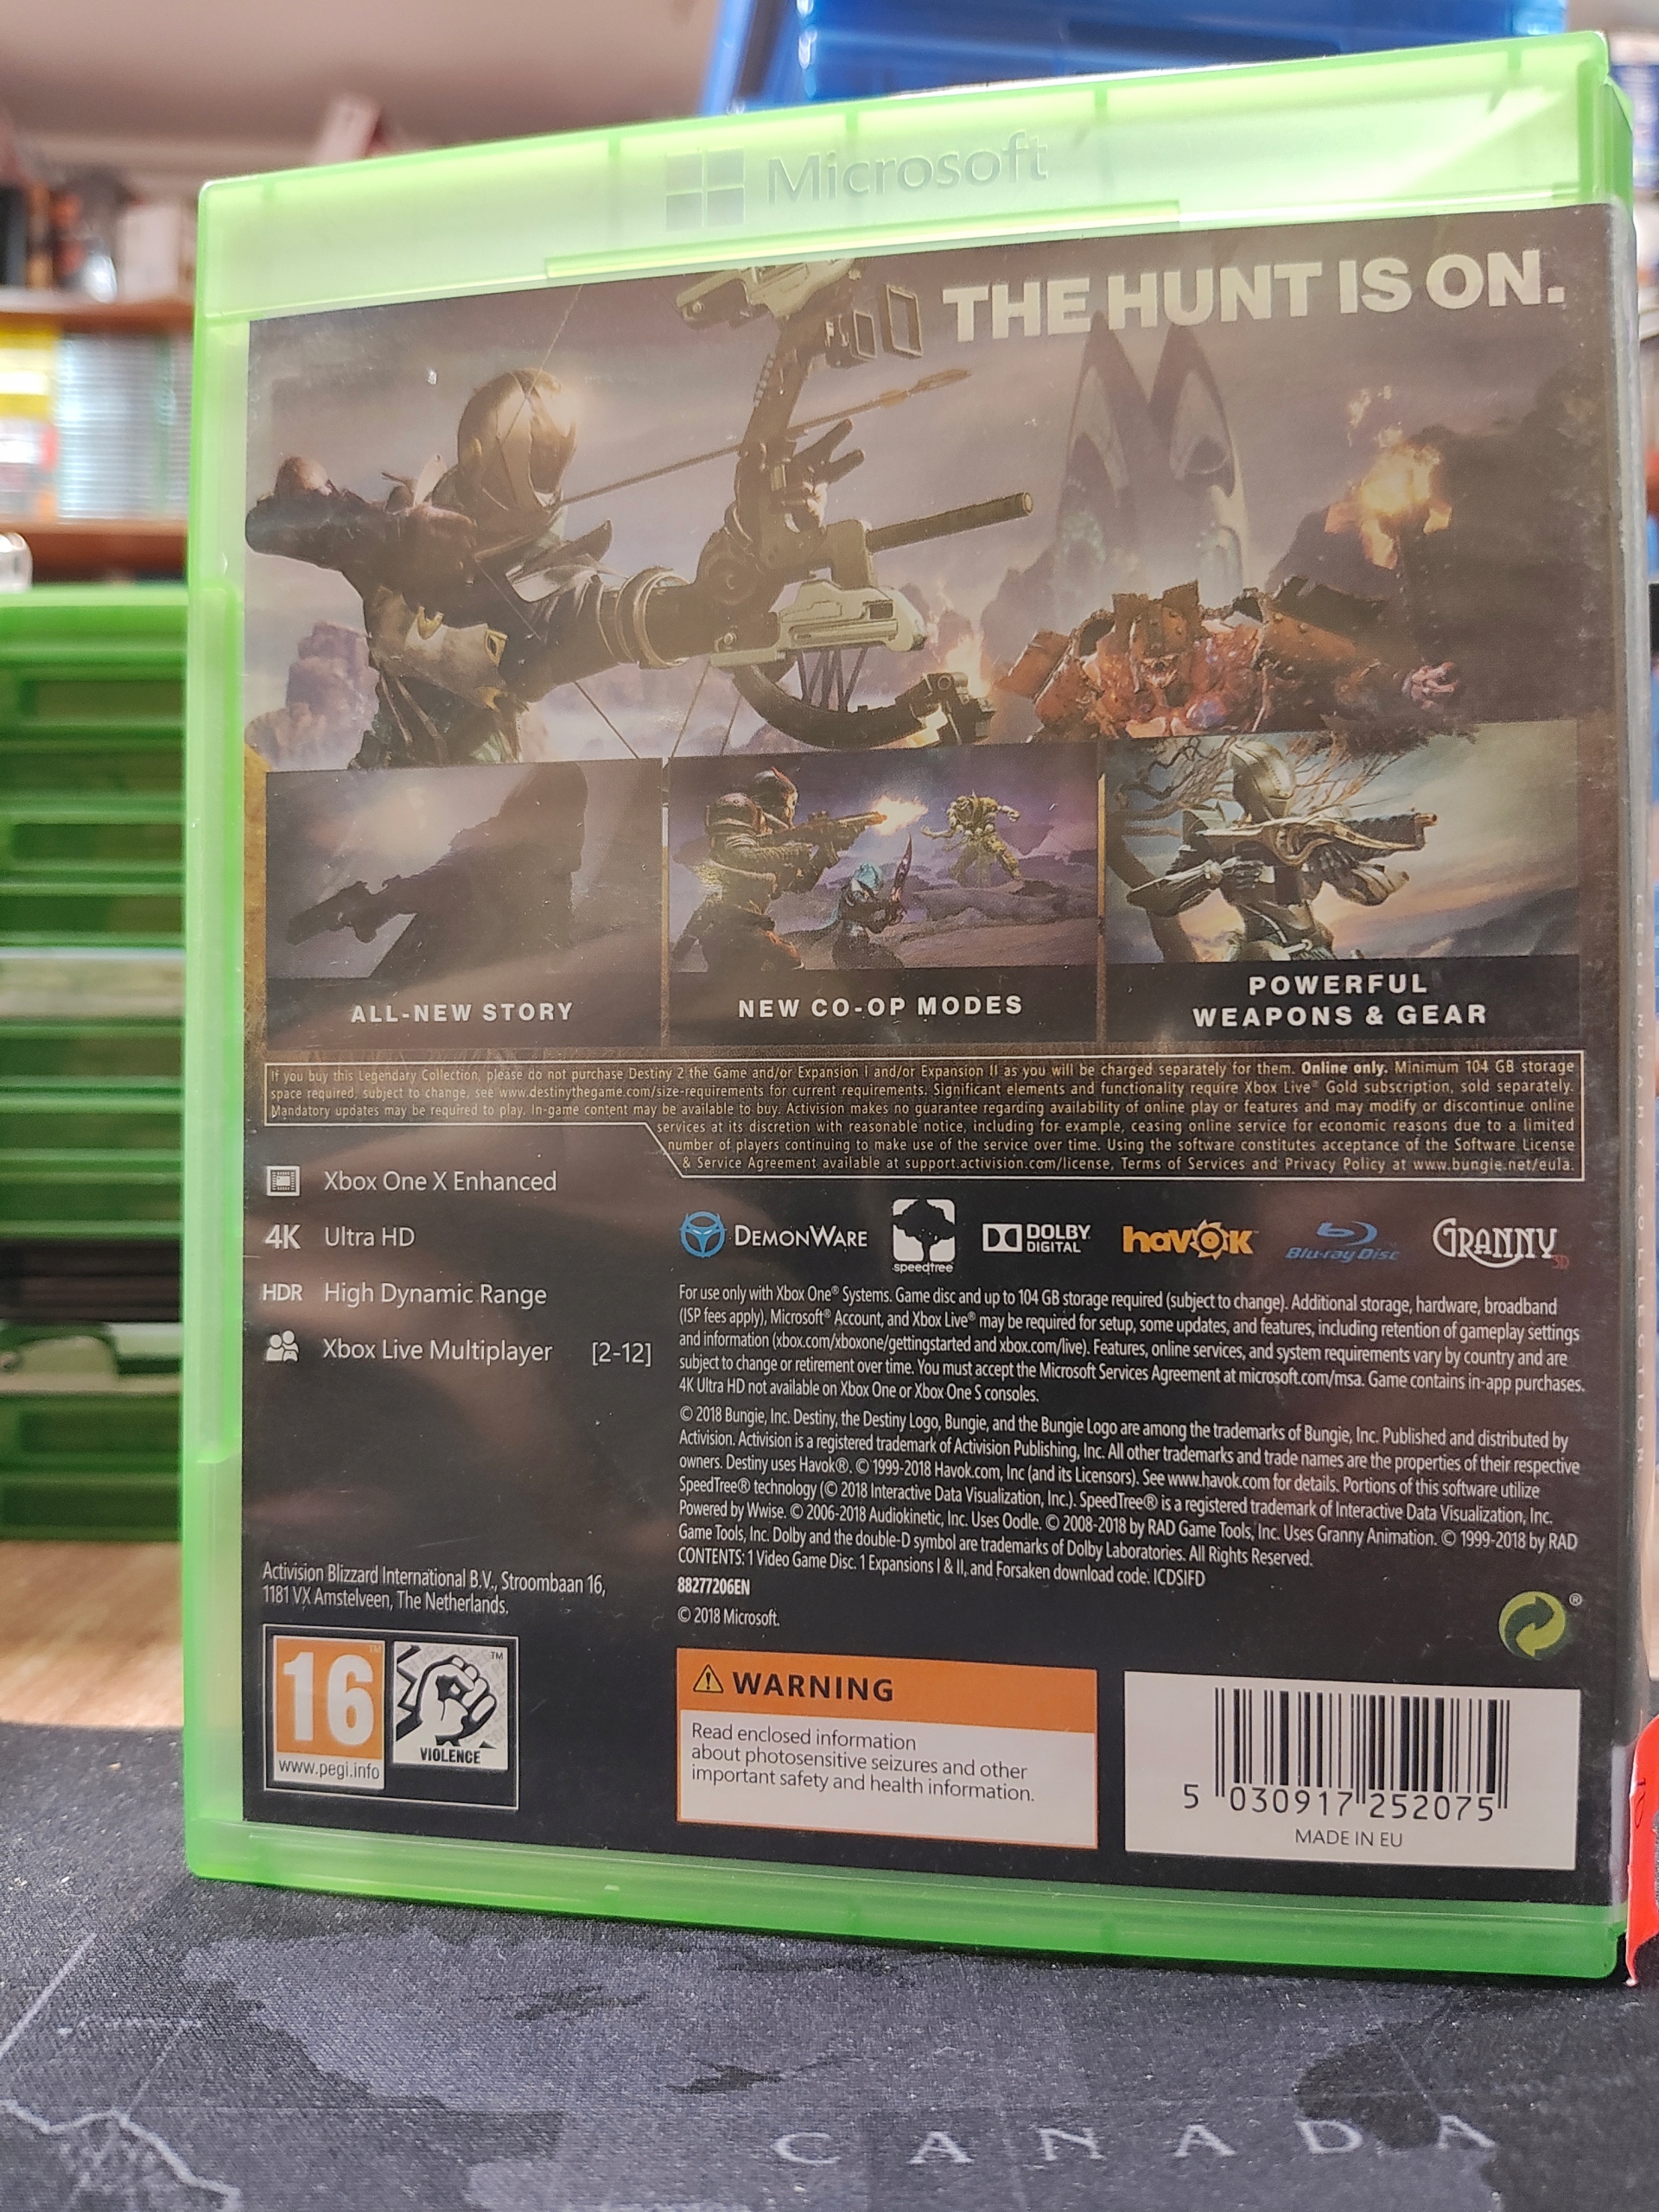 Microsoft
THE HUNT IS ON.
ALL-NEW STORY
NEW CO-OP MODES
POWERFUL
WEAPONS & GEAR
If you buy this Legendary Collection, please do not purchase Destiny 2 the Game and/or Expansion I and/or Expansion II as you will be charged separately for them. Online only. Minimum 104 GB storage
space required, subject to change, see www.destinythegame.com/size-requirements for current requirements. Significant elements and functionality require Xbox Live® Gold subscription, sold separately.
Mandatory updates may be required to play. In-game content may be available to buy. Activision makes no guarantee regarding availability of online play or features and may modify or discontinue online
services at its discretion with reasonable notice, including for example, ceasing online service for economic reasons due to a limited
number of players continuing to make use of the service over time. Using the software constitutes acceptance of the Software License
& Service Agreement available at support.activision.com/license, Terms of Services and Privacy Policy at www.bungie.net/eula.
Xbox One X Enhanced
4K Ultra HD
HDR High Dynamic Range
Xbox Live Multiplayer [2-12]
DEMONWARE
speedtree
DOLBY
DIGITAL
havok
Blu-ray Disc
GRANNY
3D
For use only with Xbox One® Systems. Game disc and up to 104 GB storage required (subject to change). Additional storage, hardware, broadband
(ISP fees apply), Microsoft® Account, and Xbox Live® may be required for setup, some updates, and features, including retention of gameplay settings
and information (xbox.com/xboxone/gettingstarted and xbox.com/live). Features, online services, and system requirements vary by country and are
subject to change or retirement over time. You must accept the Microsoft Services Agreement at microsoft.com/msa. Game contains in-app purchases.
4K Ultra HD not available on Xbox One or Xbox One S consoles.
© 2018 Bungie, Inc. Destiny, the Destiny Logo, Bungie, and the Bungie Logo are among the trademarks of Bungie, Inc. Published and distributed by
Activision. Activision is a registered trademark of Activision Publishing, Inc. All other trademarks and trade names are the properties of their respective
owners. Destiny uses Havok®. © 1999-2018 Havok.com, Inc (and its Licensors). See www.havok.com for details. Portions of this software utilize
SpeedTree® technology (© 2018 Interactive Data Visualization, Inc.). SpeedTree® is a registered trademark of Interactive Data Visualization, Inc.
Powered by Wwise. © 2006-2018 Audiokinetic, Inc. Uses Oodle. © 2008-2018 by RAD Game Tools, Inc. Uses Granny Animation. © 1999-2018 by RAD
Game Tools, Inc. Dolby and the double-D symbol are trademarks of Dolby Laboratories. All Rights Reserved.
CONTENTS: 1 Video Game Disc. 1 Expansions I & II, and Forsaken download code. ICDSIFD
88277206EN
© 2018 Microsoft.
Activision Blizzard International B.V., Stroombaan 16,
1181 VX Amstelveen, The Netherlands.
16
www.pegi.info
VIOLENCE
WARNING
Read enclosed information
about photosensitive seizures and other
important safety and health information.
5 030917 252075
MADE IN EU
CANADA